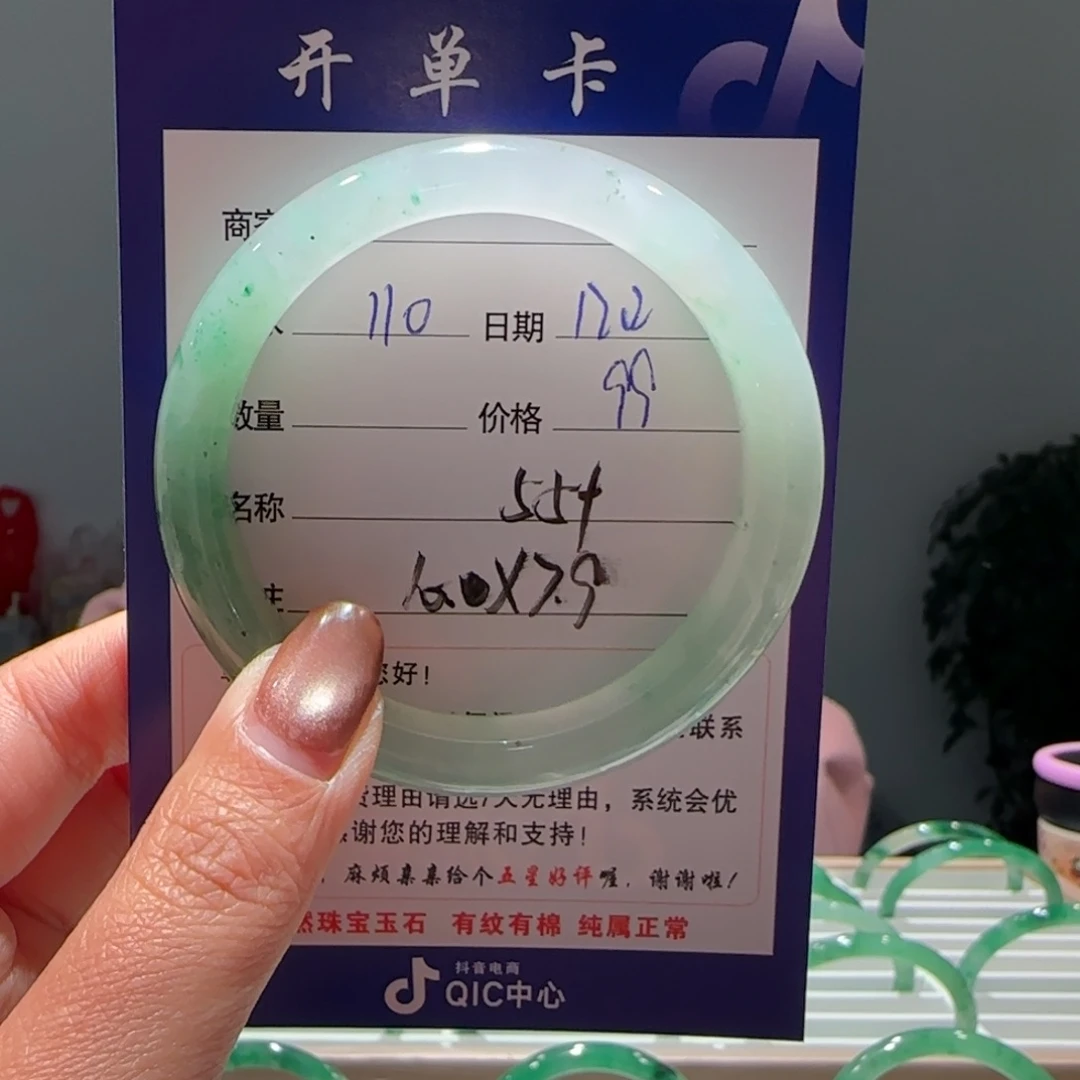 开单卡
商
110 日期
数量 价格 99
名称 554
7.9
您好!
联系
理由请选7天无理由，系统会优
谢您的理解和支持!
麻烦亲亲给个五星好评喔，谢谢啦!
然珠宝玉石 有纹有棉 纯属正常
抖音电商
QIC中心